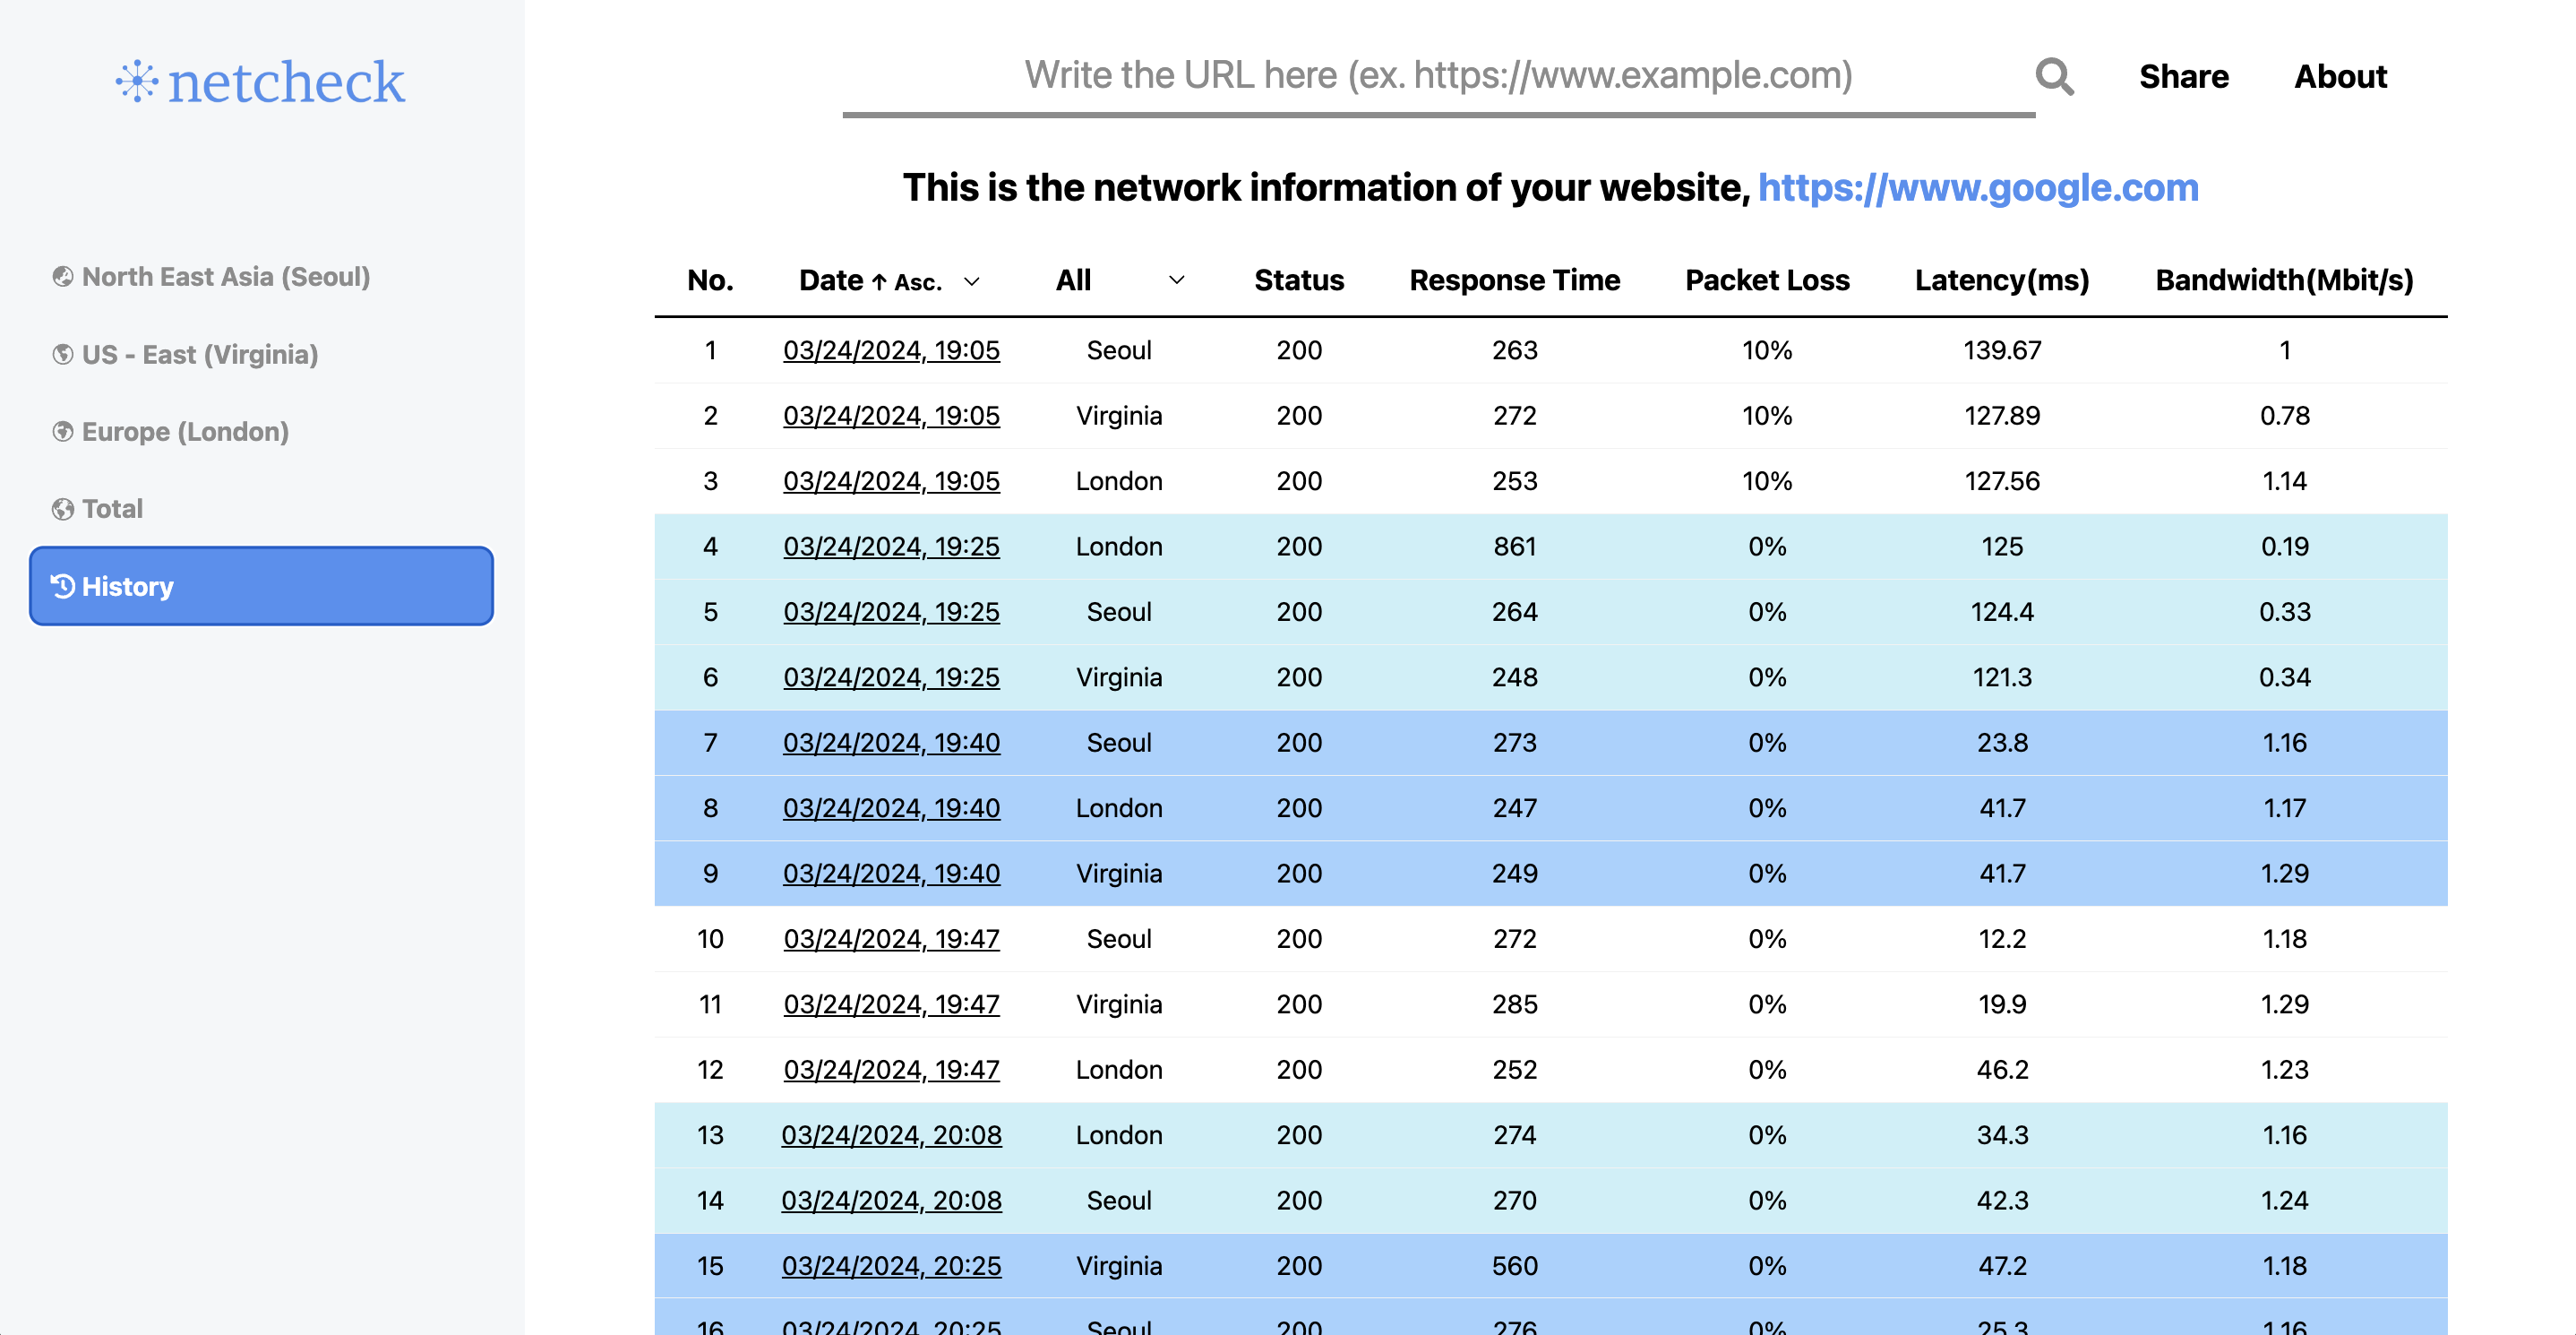 netcheck
Write the URL here (ex. https://www.example.com)
Share
About
This is the network information of your website, https://www.google.com
North East Asia (Seoul)
US - East (Virginia)
Europe (London)
Total
History
No. Date ↑ Asc. All Status Response Time Packet Loss Latency(ms) Bandwidth(Mbit/s)
1 03/24/2024, 19:05 Seoul 200 263 10% 139.67 1
2 03/24/2024, 19:05 Virginia 200 272 10% 127.89 0.78
3 03/24/2024, 19:05 London 200 253 10% 127.56 1.14
4 03/24/2024, 19:25 London 200 861 0% 125 0.19
5 03/24/2024, 19:25 Seoul 200 264 0% 124.4 0.33
6 03/24/2024, 19:25 Virginia 200 248 0% 121.3 0.34
7 03/24/2024, 19:40 Seoul 200 273 0% 23.8 1.16
8 03/24/2024, 19:40 London 200 247 0% 41.7 1.17
9 03/24/2024, 19:40 Virginia 200 249 0% 41.7 1.29
10 03/24/2024, 19:47 Seoul 200 272 0% 12.2 1.18
11 03/24/2024, 19:47 Virginia 200 285 0% 19.9 1.29
12 03/24/2024, 19:47 London 200 252 0% 46.2 1.23
13 03/24/2024, 20:08 London 200 274 0% 34.3 1.16
14 03/24/2024, 20:08 Seoul 200 270 0% 42.3 1.24
15 03/24/2024, 20:25 Virginia 200 560 0% 47.2 1.18
16 03/24/2024, 20:25 Seoul 200 276 0% 25.3 1.16